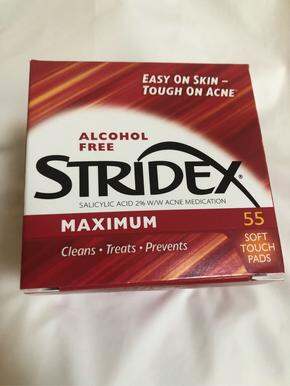 EASY ON SKIN –
TOUGH ON ACNE
ALCOHOL
FREE
STRIDEX®
SALICYLIC ACID 2% W/W ACNE MEDICATION
MAXIMUM
55
SOFT
TOUCH
PADS
Cleans • Treats • Prevents